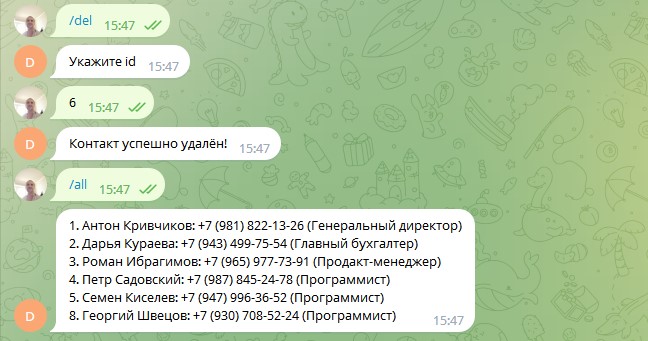 /del 15:47
D Укажите id 15:47
6 15:47
D Контакт успешно удалён! 15:47
/all 15:47
1. Антон Кривчиков: +7 (981) 822-13-26 (Генеральный директор)
2. Дарья Кураева: +7 (943) 499-75-54 (Главный бухгалтер)
3. Роман Ибрагимов: +7 (965) 977-73-91 (Продакт-менеджер)
4. Петр Садовский: +7 (987) 845-24-78 (Программист)
5. Семен Киселев: +7 (947) 996-36-52 (Программист)
D 8. Георгий Швецов: +7 (930) 708-52-24 (Программист) 15:47